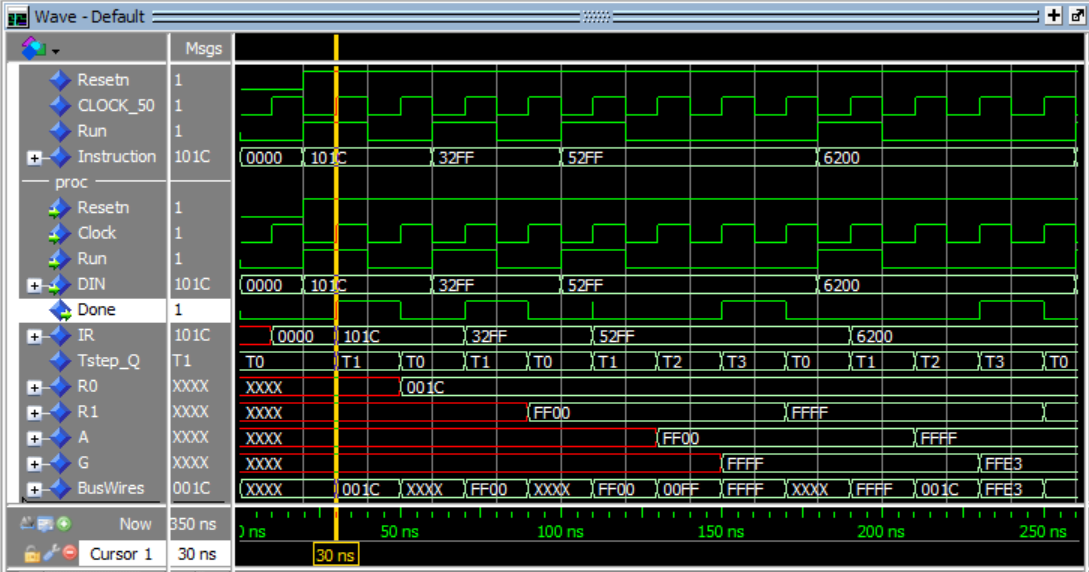 Wave - Default
Msgs
Resetn 1
CLOCK_50 1
Run 1
Instruction 101C 0000 101C 32FF 52FF 6200
proc
Resetn 1
Clock 1
Run 1
DIN 101C 0000 101C 32FF 52FF 6200
Done 1
IR 101C 0000 101C 32FF 52FF 6200
Tstep_Q T1 T0 T1 T0 T1 T0 T1 T2 T3 T0 T1 T2 T3 T0
R0 XXXX XXXX 001C
R1 XXXX XXXX FF00 FFFF
A XXXX XXXX FF00 FFFF
G XXXX XXXX FFFF FFE3
BusWires 001C XXXX 001C XXXX FF00 XXXX FF00 00FF FFFF XXXX FFFF 001C FFE3
Now 350 ns 0 ns 50 ns 100 ns 150 ns 200 ns 250 ns
Cursor 1 30 ns 30 ns